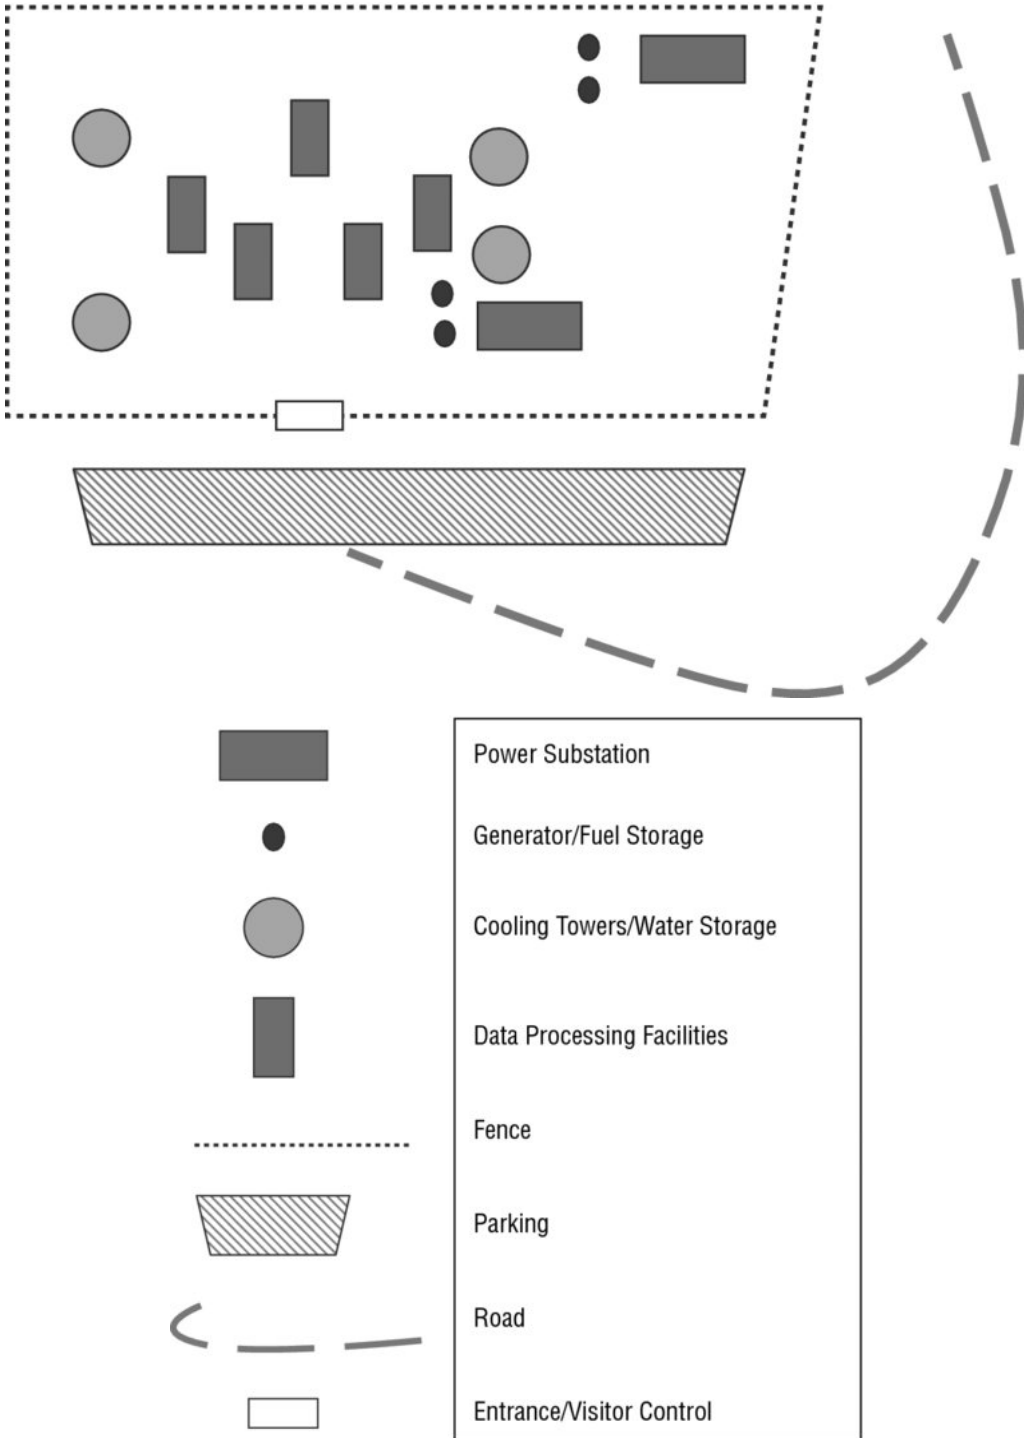 Power Substation
Generator/Fuel Storage
Cooling Towers/Water Storage
Data Processing Facilities
Fence
Parking
Road
Entrance/Visitor Control